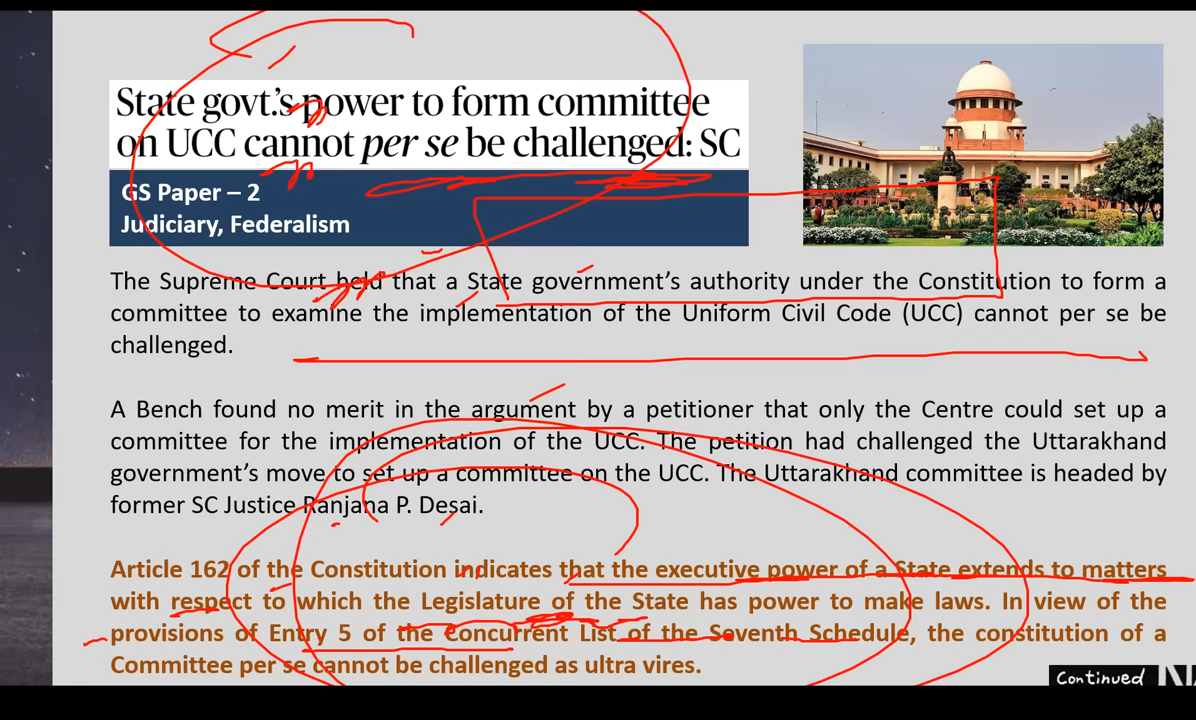 State govt.'s power to form committee
on UCC cannot per se be challenged: SC
GS Paper – 2
Judiciary, Federalism
The Supreme Court held that a State government's authority under the Constitution to form a
committee to examine the implementation of the Uniform Civil Code (UCC) cannot per se be
challenged.
A Bench found no merit in the argument by a petitioner that only the Centre could set up a
committee for the implementation of the UCC. The petition had challenged the Uttarakhand
government's move to set up a committee on the UCC. The Uttarakhand committee is headed by
former SC Justice Ranjana P. Desai.
Article 162 of the Constitution indicates that the executive power of a State extends to matters
with respect to which the Legislature of the State has power to make laws. In view of the
provisions of Entry 5 of the Concurrent List of the Seventh Schedule, the constitution of a
Committee per se cannot be challenged as ultra vires.
Continued